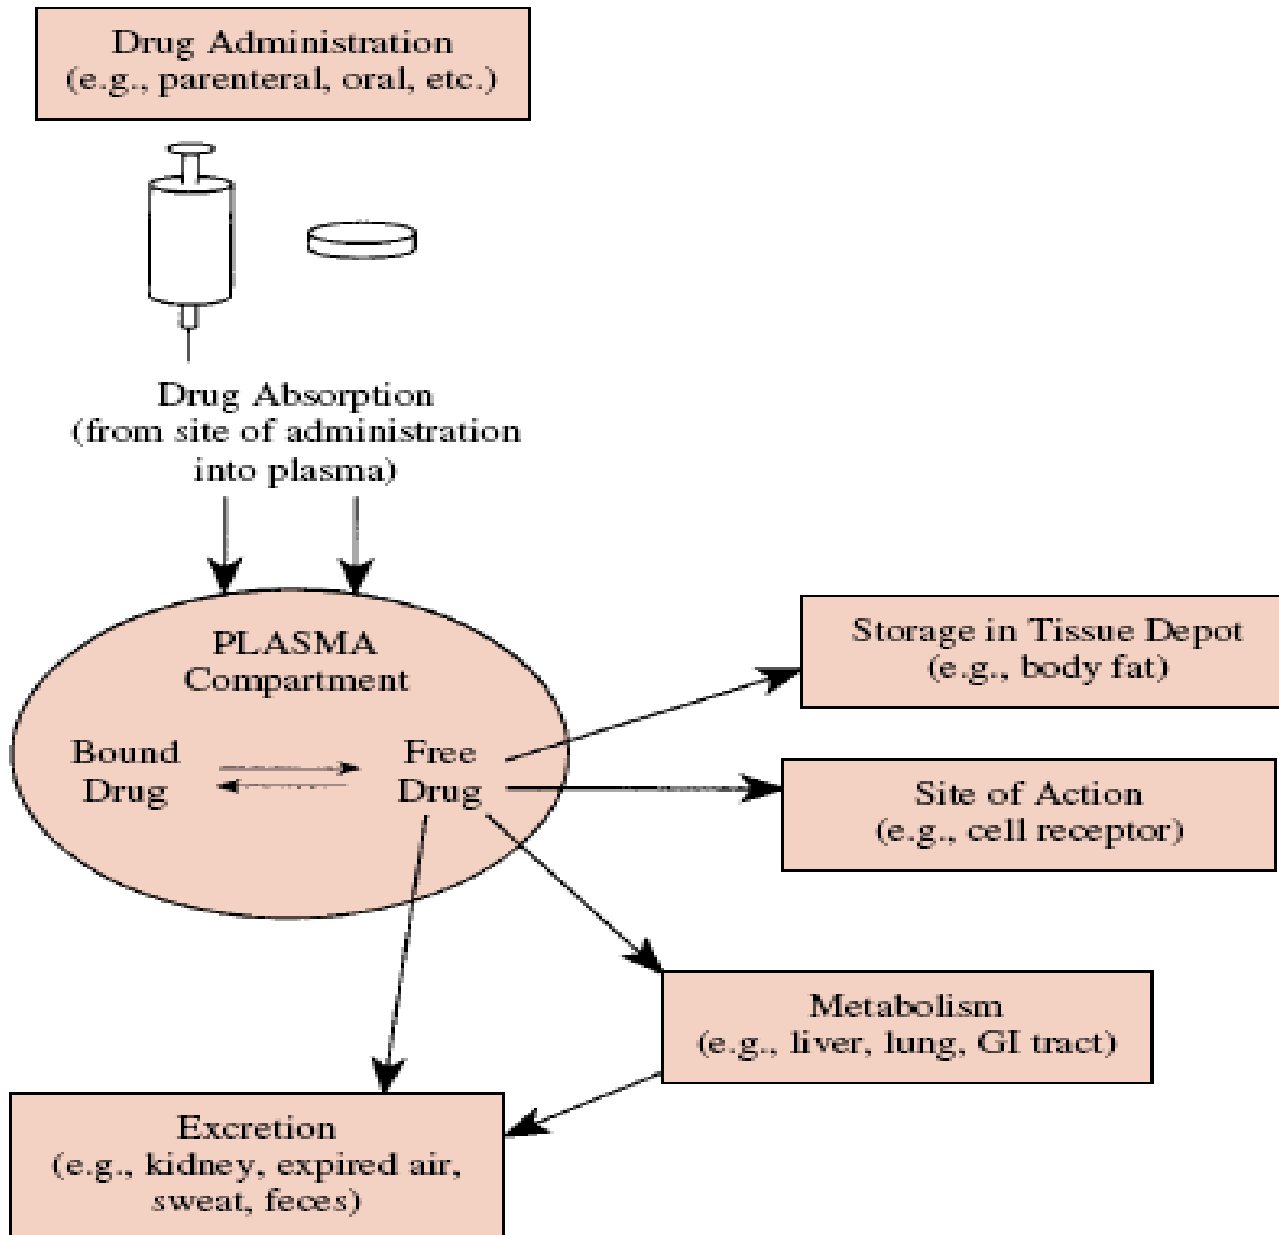 Drug Administration
(e.g., parenteral, oral, etc.)
Drug Absorption
(from site of administration
into plasma)
PLASMA
Compartment
Bound
Drug
Free
Drug
Storage in Tissue Depot
(e.g., body fat)
Site of Action
(e.g., cell receptor)
Metabolism
(e.g., liver, lung, GI tract)
Excretion
(e.g., kidney, expired air,
sweat, feces)